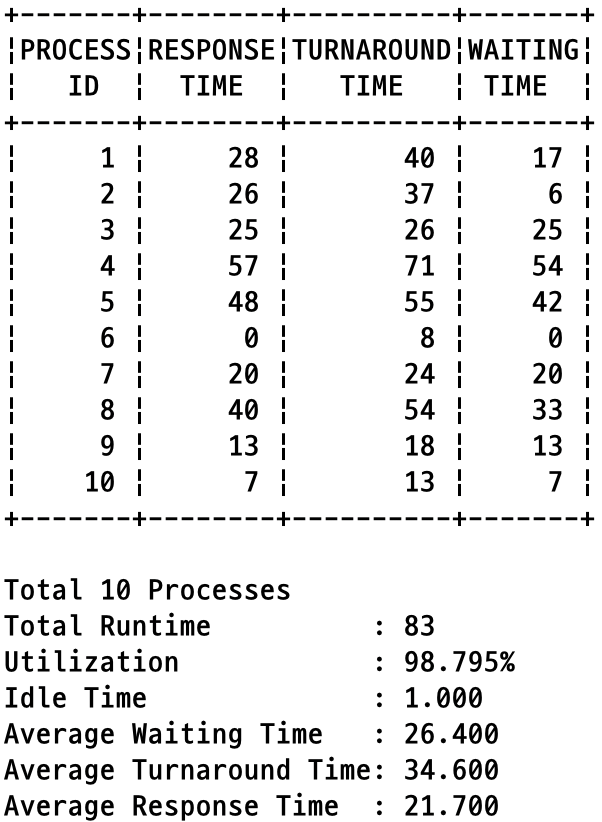 +--------+--------+----------+-------+
¦PROCESS¦RESPONSE¦TURNAROUND¦WAITING¦
¦ ID ¦ TIME ¦ TIME ¦ TIME ¦
+--------+--------+----------+-------+
¦ 1 ¦ 28 ¦ 40 ¦ 17 ¦
¦ 2 ¦ 26 ¦ 37 ¦ 6 ¦
¦ 3 ¦ 25 ¦ 26 ¦ 25 ¦
¦ 4 ¦ 57 ¦ 71 ¦ 54 ¦
¦ 5 ¦ 48 ¦ 55 ¦ 42 ¦
¦ 6 ¦ 0 ¦ 8 ¦ 0 ¦
¦ 7 ¦ 20 ¦ 24 ¦ 20 ¦
¦ 8 ¦ 40 ¦ 54 ¦ 33 ¦
¦ 9 ¦ 13 ¦ 18 ¦ 13 ¦
¦ 10 ¦ 7 ¦ 13 ¦ 7 ¦
+--------+--------+----------+-------+
Total 10 Processes
Total Runtime : 83
Utilization : 98.795%
Idle Time : 1.000
Average Waiting Time : 26.400
Average Turnaround Time: 34.600
Average Response Time : 21.700